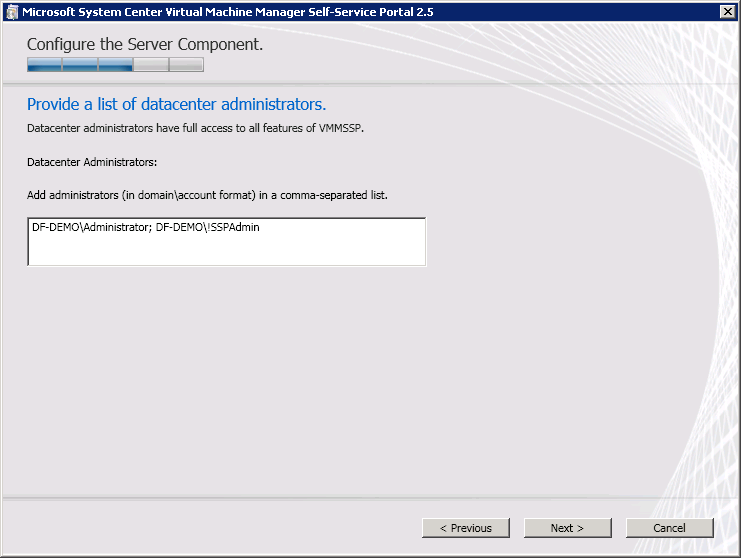 Microsoft System Center Virtual Machine Manager Self-Service Portal 2.5
Configure the Server Component.
Provide a list of datacenter administrators.
Datacenter administrators have full access to all features of VMMSSP.
Datacenter Administrators:
Add administrators (in domain\account format) in a comma-separated list.
DF-DEMO\Administrator; DF-DEMO\!SSPAdmin
< Previous
Next >
Cancel